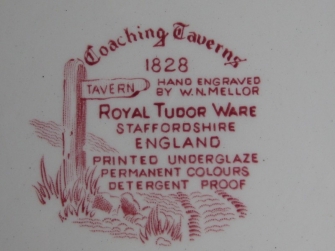 Coaching Taverns
1828
TAVERN
HAND ENGRAVED
BY W.N.MELLOR
ROYAL TUDOR WARE
STAFFORDSHIRE
ENGLAND
PRINTED UNDERGLAZE
PERMANENT COLOURS
DETERGENT PROOF